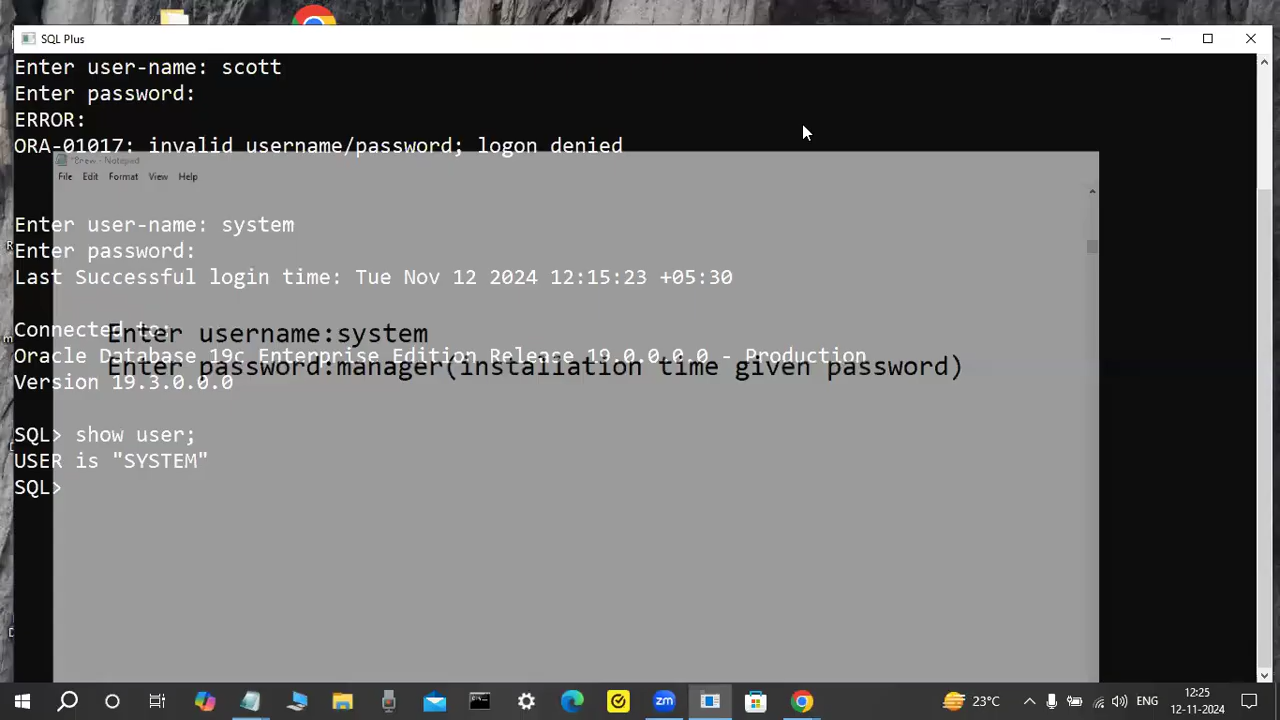 SQL Plus
Enter user-name: scott
Enter password:
ERROR:
ORA-01017: invalid username/password; logon denied
*Brew - Notepad
File Edit Format View Help
Enter user-name: system
Enter password:
Last Successful login time: Tue Nov 12 2024 12:15:23 +05:30
Connected to:
Enter username:system
Oracle Database 19c Enterprise Edition Release 19.0.0.0.0 - Production
Enter password:manager(installation time given password)
Version 19.3.0.0.0
SQL> show user;
USER is "SYSTEM"
SQL>
23°C
ENG
12:25
12-11-2024